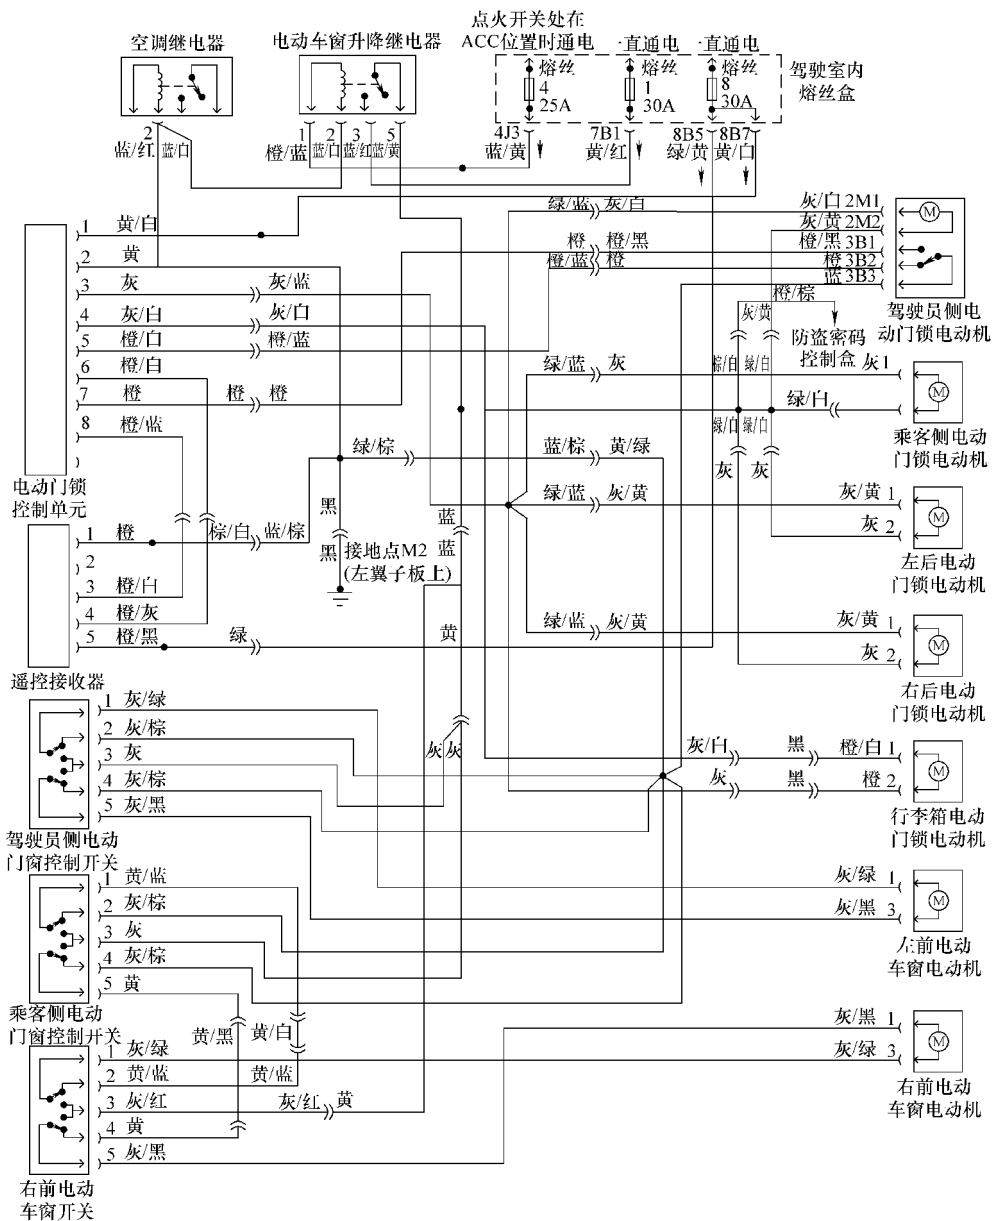 点火开关处在
ACC位置时通电
一直通电
一直通电
空调继电器
电动车窗升降继电器
熔丝
4
25A
熔丝
1
30A
熔丝
8
30A
驾驶室内
熔丝盒
2
蓝/红
蓝/白
1
2
3
5
橙/蓝
蓝/白
蓝/红
蓝/黄
4J3
蓝/黄
7B1
黄/红
8B5
绿/黄
8B7
黄/白
1 黄/白
2 黄
3 灰
灰/蓝
4 灰/白
灰/白
5 橙/白
橙/蓝
6 橙/白
7 橙
橙
橙
8 橙/蓝
电动门锁
控制单元
绿/蓝
灰/白
灰/白 2M1
灰/黄 2M2
橙
橙/黑
橙/黑 3B1
橙/蓝
橙
橙 3B2
蓝 3B3
M
驾驶员侧电
动门锁电动机
橙/棕
灰/黄
防盗密码
控制盒
棕/白
绿/白
绿/白
绿/白
灰
灰
绿/蓝
灰
灰1
绿/白
M
乘客侧电动
门锁电动机
绿/棕
蓝/棕
黄/绿
绿/蓝
灰/黄
灰/黄 1
灰 2
M
左后电动
门锁电动机
黑
黑
接地点M2
(左翼子板上)
蓝
蓝
黄
1 橙
棕/白
蓝/棕
2
3 橙/白
4 橙/灰
5 橙/黑
绿
遥控接收器
绿/蓝
灰/黄
灰/黄 1
灰 2
M
右后电动
门锁电动机
1 灰/绿
2 灰/棕
3 灰
4 灰/棕
5 灰/黑
驾驶员侧电动
门窗控制开关
灰
灰
灰/白
黑
橙/白 1
灰
黑
橙 2
M
行李箱电动
门锁电动机
1 黄/蓝
2 灰/棕
3 灰
4 灰/棕
5 黄
乘客侧电动
门窗控制开关
灰/绿 1
灰/黑 3
M
左前电动
车窗电动机
黄/黑
黄/白
1 灰/绿
2 黄/蓝
黄/蓝
3 灰/红
灰/红
黄
4 黄
5 灰/黑
右前电动
车窗开关
灰/黑 1
灰/绿 3
M
右前电动
车窗电动机